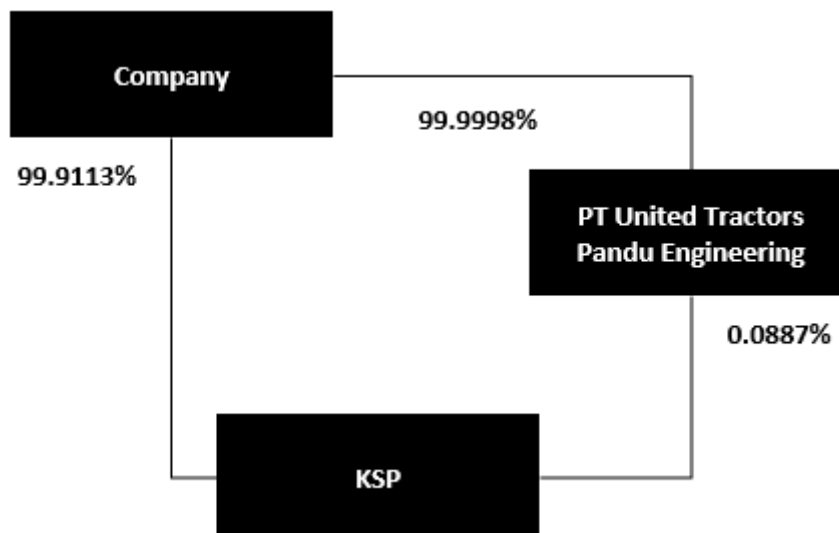 Company
99.9998%
99.9113%
PT United Tractors
Pandu Engineering
0.0887%
KSP